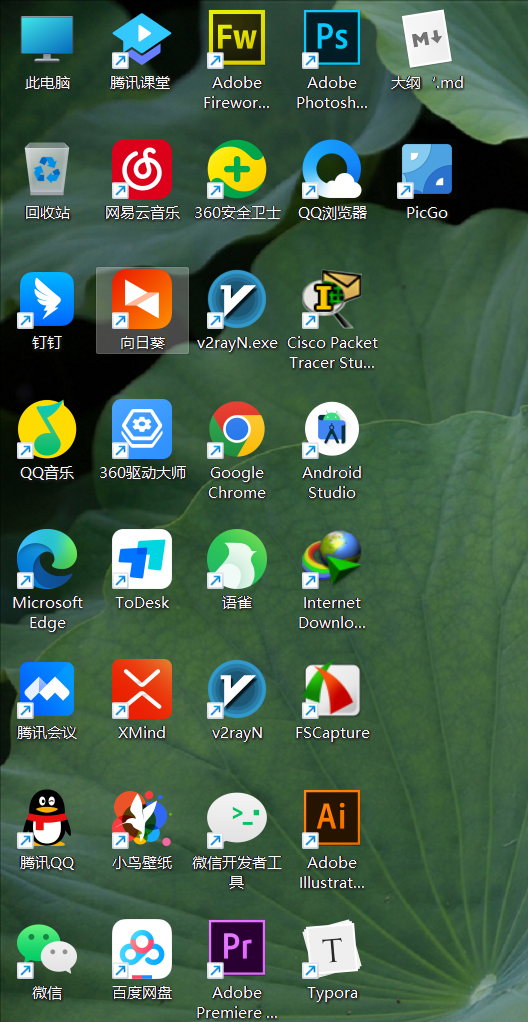 Fw
Ps
M↓
此电脑
腾讯课堂
Adobe
Firewor...
Adobe
Photosh...
大纲 ‘.md
回收站
网易云音乐
360安全卫士
QQ浏览器
PicGo
钉钉
向日葵
v2rayN.exe
Cisco Packet
Tracer Stu...
QQ音乐
360驱动大师
Google
Chrome
Android
Studio
Microsoft
Edge
ToDesk
语雀
Internet
Downlo...
腾讯会议
XMind
v2rayN
FSCapture
Ai
腾讯QQ
小鸟壁纸
微信开发者工
具
Adobe
Illustrat...
Pr
T
微信
百度网盘
Adobe
Premiere ...
Typora